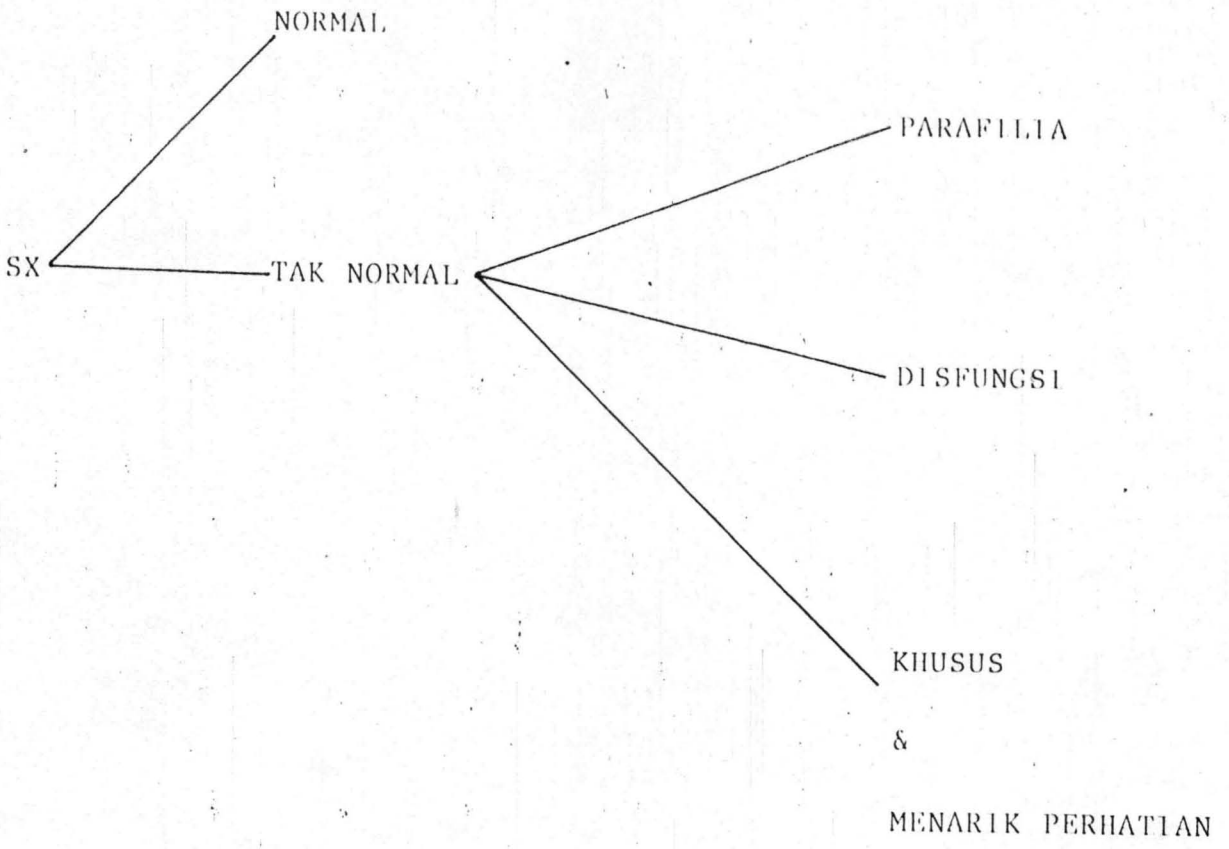 NORMAL
PARAFILIA
SX
TAK NORMAL
DISFUNGSI
KHUSUS
&
MENARIK PERHATIAN